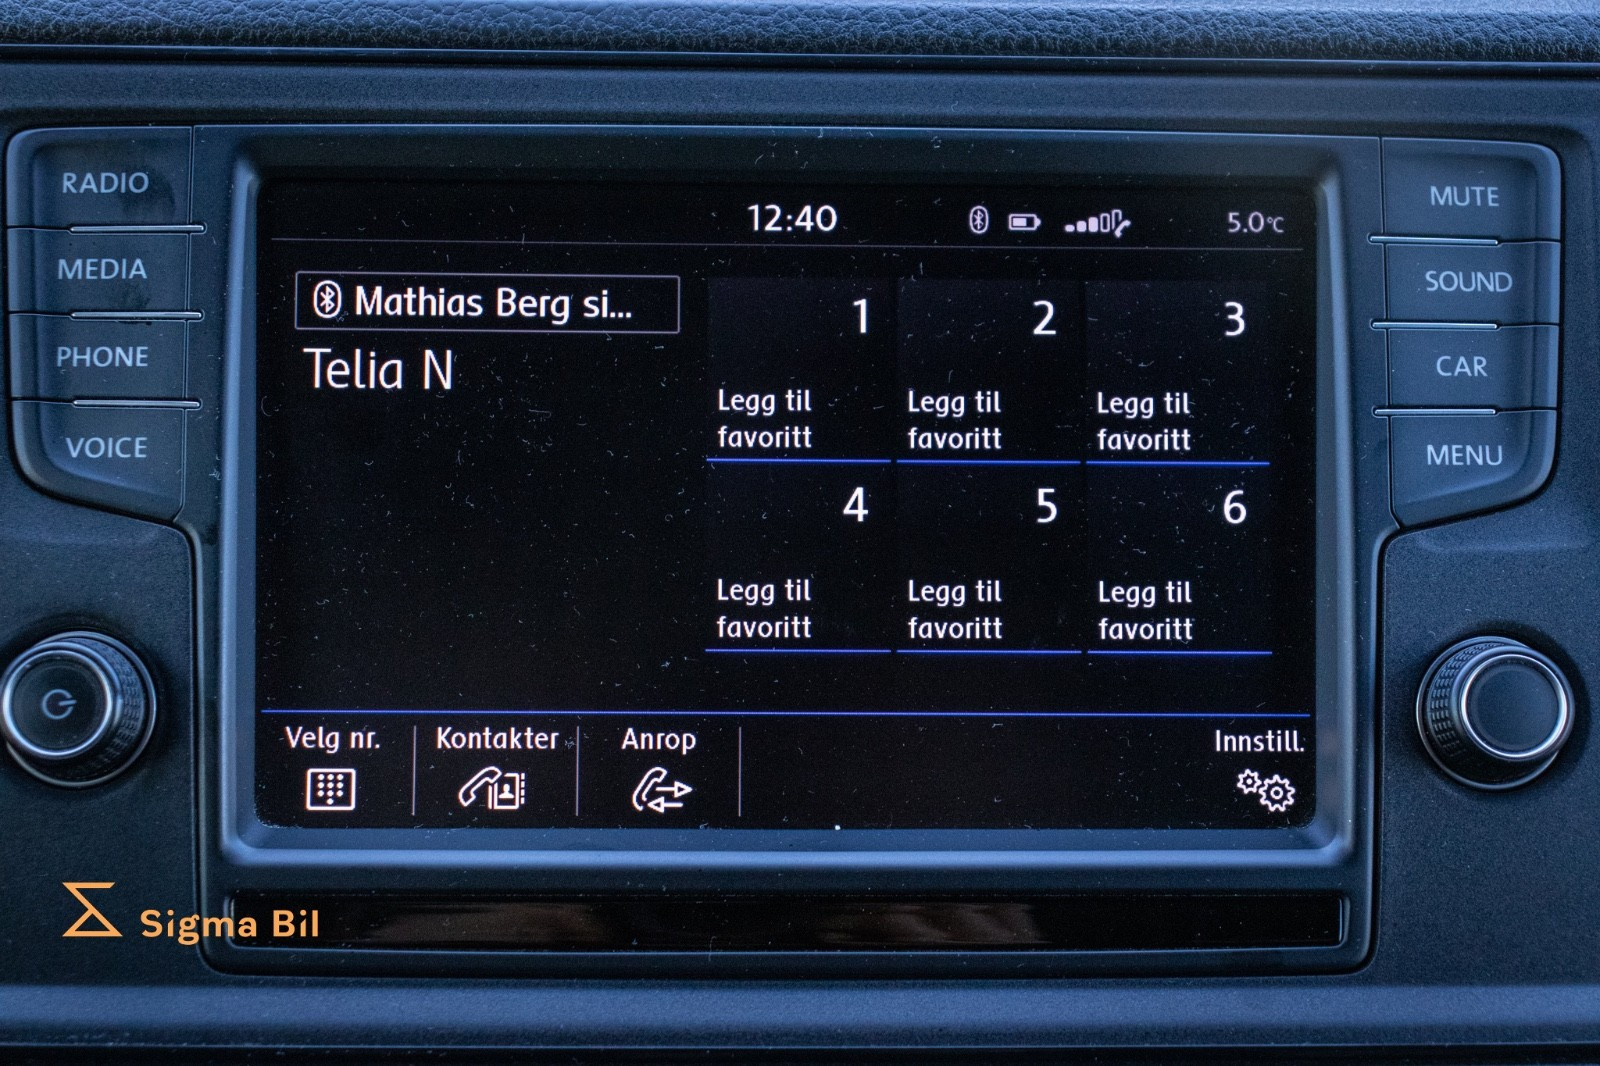 RADIO
MEDIA
PHONE
VOICE
12:40
5.0°C
Mathias Berg si...
Telia N
1
Legg til
favoritt
2
Legg til
favoritt
3
Legg til
favoritt
4
Legg til
favoritt
5
Legg til
favoritt
6
Legg til
favoritt
Velg nr.
Kontakter
Anrop
Innstill.
MUTE
SOUND
CAR
MENU
Sigma Bil